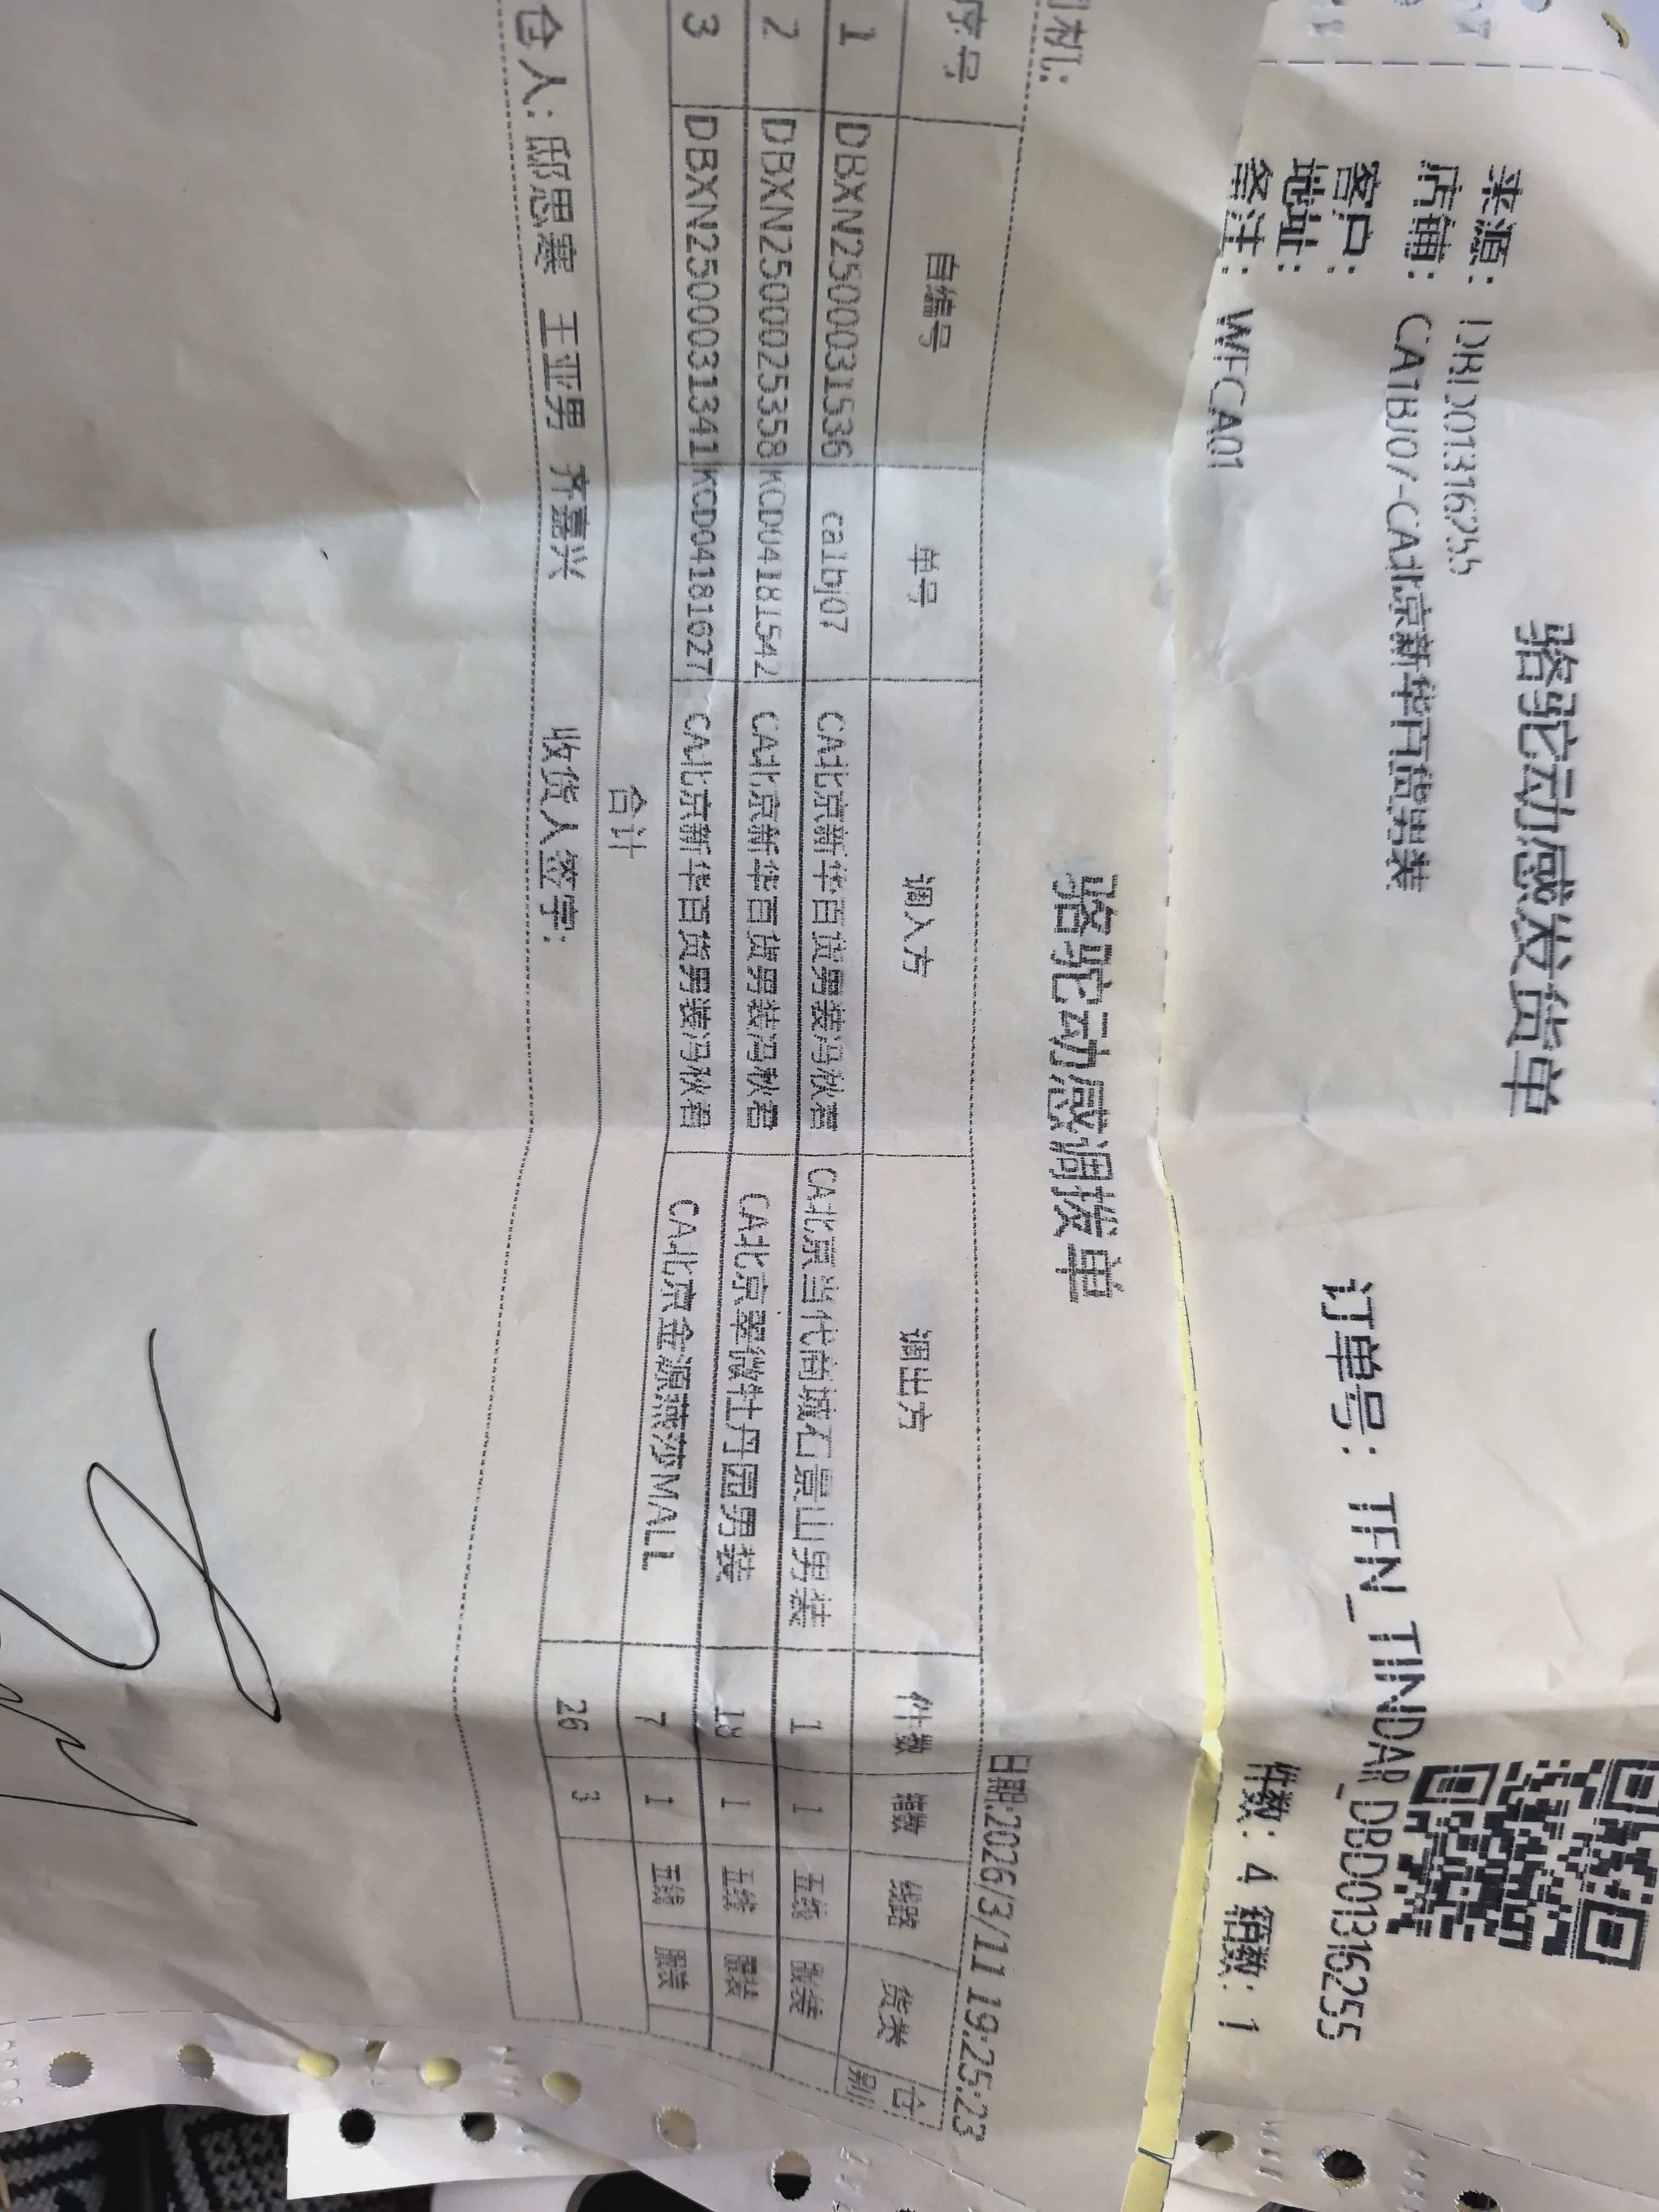 骆驼动感发货单
来源: DBD01316255
订单号: TFN_TINDAR_DBD01316255
店铺: CA1BJ07-CA北京新华百货男装
客户:
地址:
件数: 4 箱数: 1
备注: WFCA01
骆驼动感调拨单
司机:
日期:2026/3/11 19:25:23
序号 自编号 单号 调入方 调出方 件数 箱数 线路 货类 仓别
1 DBXN2500031536 ca1bj07 CA北京新华百货男装冯秋君 CA北京当代商城石景山男装 1 1 五线 服装
2 DBXN2500025358 KCD04181542 CA北京新华百货男装冯秋君 CA北京翠微牡丹园男装 18 1 五线 服装
3 DBXN2500031341 KCD04181627 CA北京新华百货男装冯秋君 CA北京金源燕莎MALL 7 1 五线 服装
合计 26 3
仓人: 邸思寒 王亚男 齐嘉兴 收货人签字: